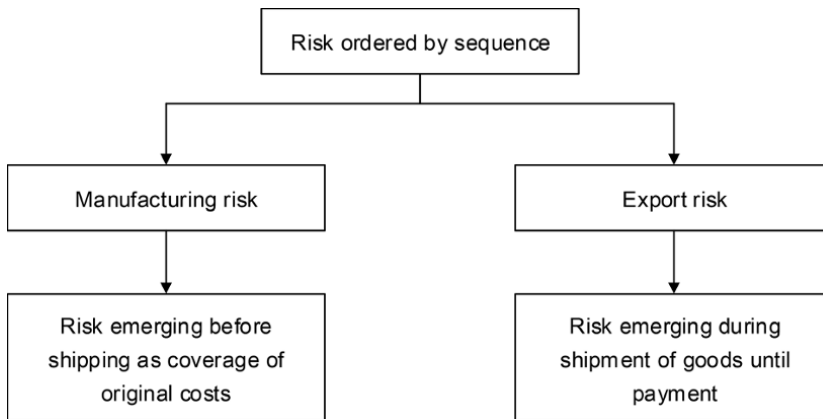 Risk ordered by sequence
Manufacturing risk
Export risk
Risk emerging before
shipping as coverage of
original costs
Risk emerging during
shipment of goods until
payment